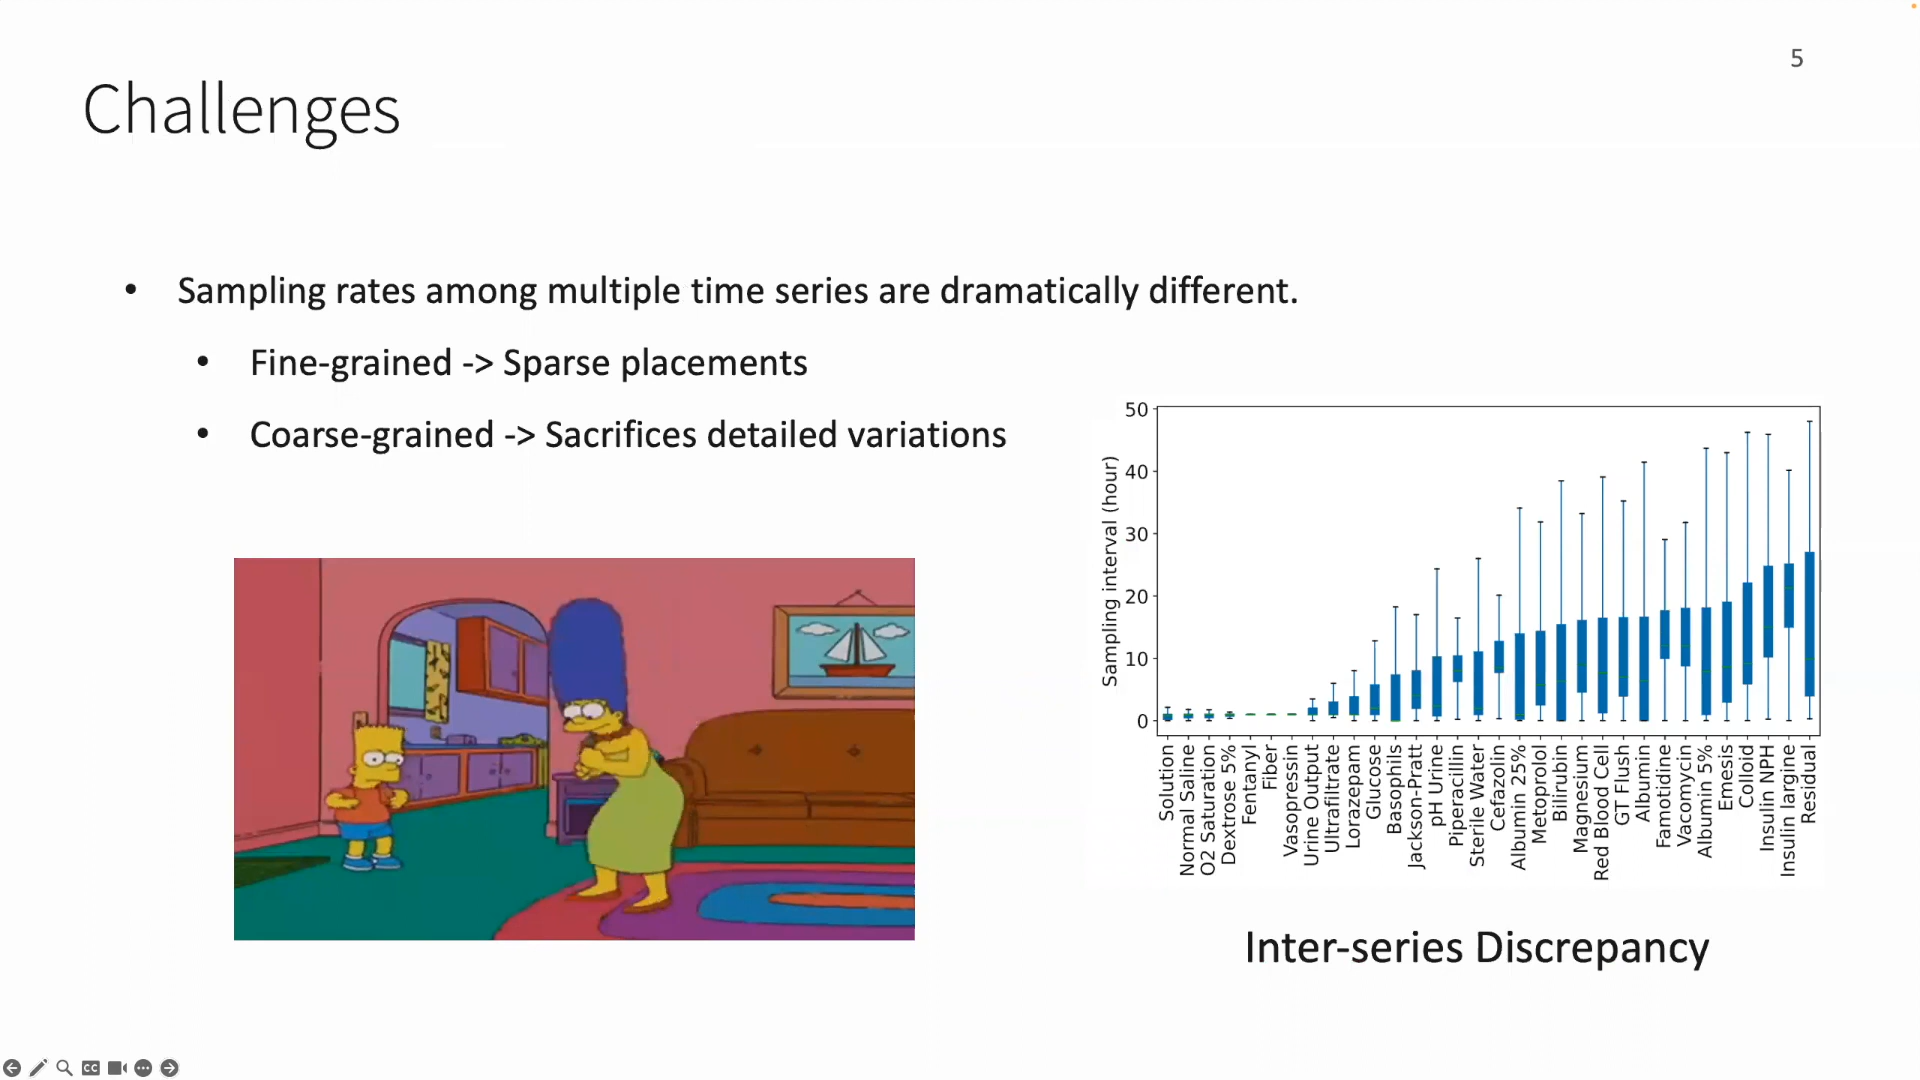 5
Challenges
• Sampling rates among multiple time series are dramatically different.
• Fine-grained -> Sparse placements
• Coarse-grained -> Sacrifices detailed variations
Sampling interval (hour)
50
40
30
20
10
0
Solution
Normal Saline
O2 Saturation
Dextrose 5%
Fentanyl
Fiber
Vasopressin
Urine Output
Ultrafiltrate
Lorazepam
Glucose
Basophils
Jackson-Pratt
pH Urine
Piperacillin
Sterile Water
Cefazolin
Albumin 25%
Metoprolol
Bilirubin
Magnesium
Red Blood Cell
GT Flush
Albumin
Famotidine
Vacomycin
Albumin 5%
Emesis
Colloid
Insulin NPH
Insulin largine
Residual
Inter-series Discrepancy
CC